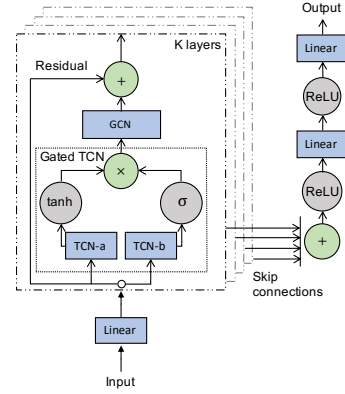 Output
Linear
ReLU
Linear
ReLU
+
Skip
connections
K layers
Residual
+
GCN
Gated TCN
×
tanh
σ
TCN-a
TCN-b
Linear
Input